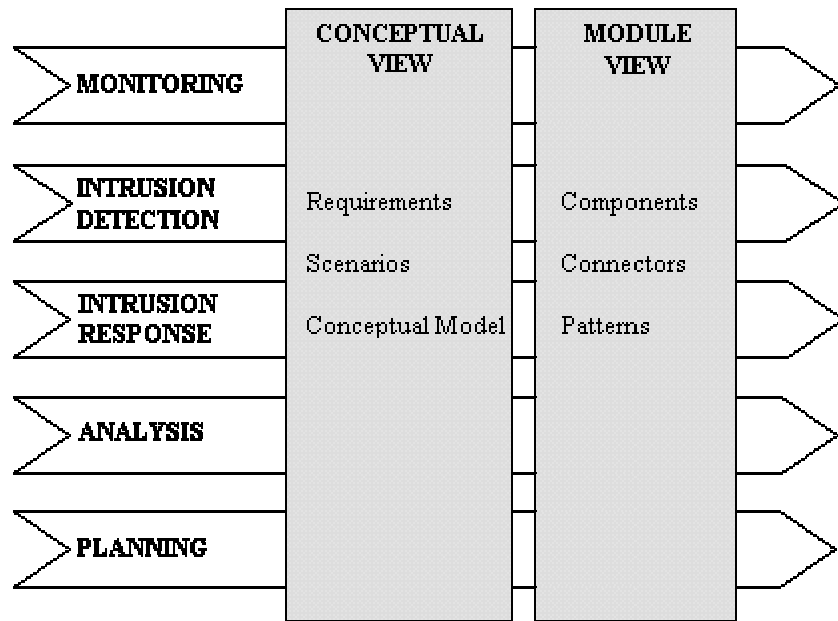 CONCEPTUAL
VIEW
MODULE
VIEW
MONITORING
INTRUSION
DETECTION
Requirements
Components
Scenarios
Connectors
INTRUSION
RESPONSE
Conceptual Model
Patterns
ANALYSIS
PLANNING